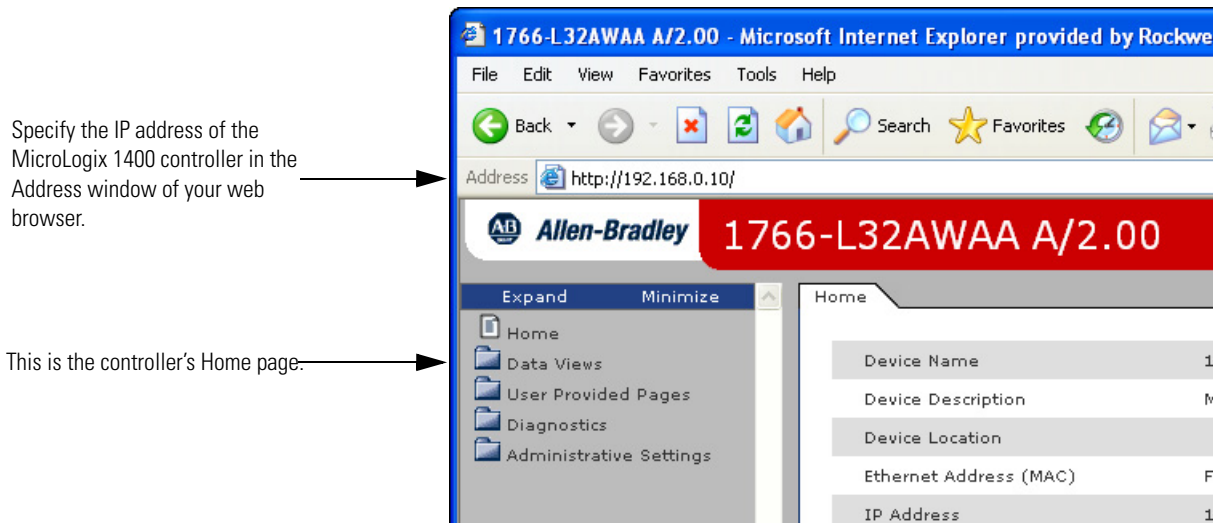 Specify the IP address of the
MicroLogix 1400 controller in the
Address window of your web
browser.
This is the controller's Home page.
1766-L32AWAA A/2.00 - Microsoft Internet Explorer provided by Rockwe
File Edit View Favorites Tools Help
Back Search Favorites
Address http://192.168.0.10/
AB Allen-Bradley 1766-L32AWAA A/2.00
Expand Minimize
Home
Data Views
User Provided Pages
Diagnostics
Administrative Settings
Home
Device Name 1
Device Description
Device Location
Ethernet Address (MAC) F
IP Address 1